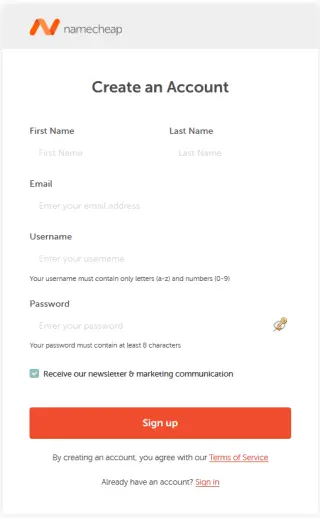 namecheap
Create an Account
First Name Last Name
First Name Last Name
Email
Enter your email address
Username
Enter your username
Your username must contain only letters (a-z) and numbers (0-9)
Password
Enter your password
Your password must contain at least 8 characters
Receive our newsletter & marketing communication
Sign up
By creating an account, you agree with our Terms of Service
Already have an account? Sign in